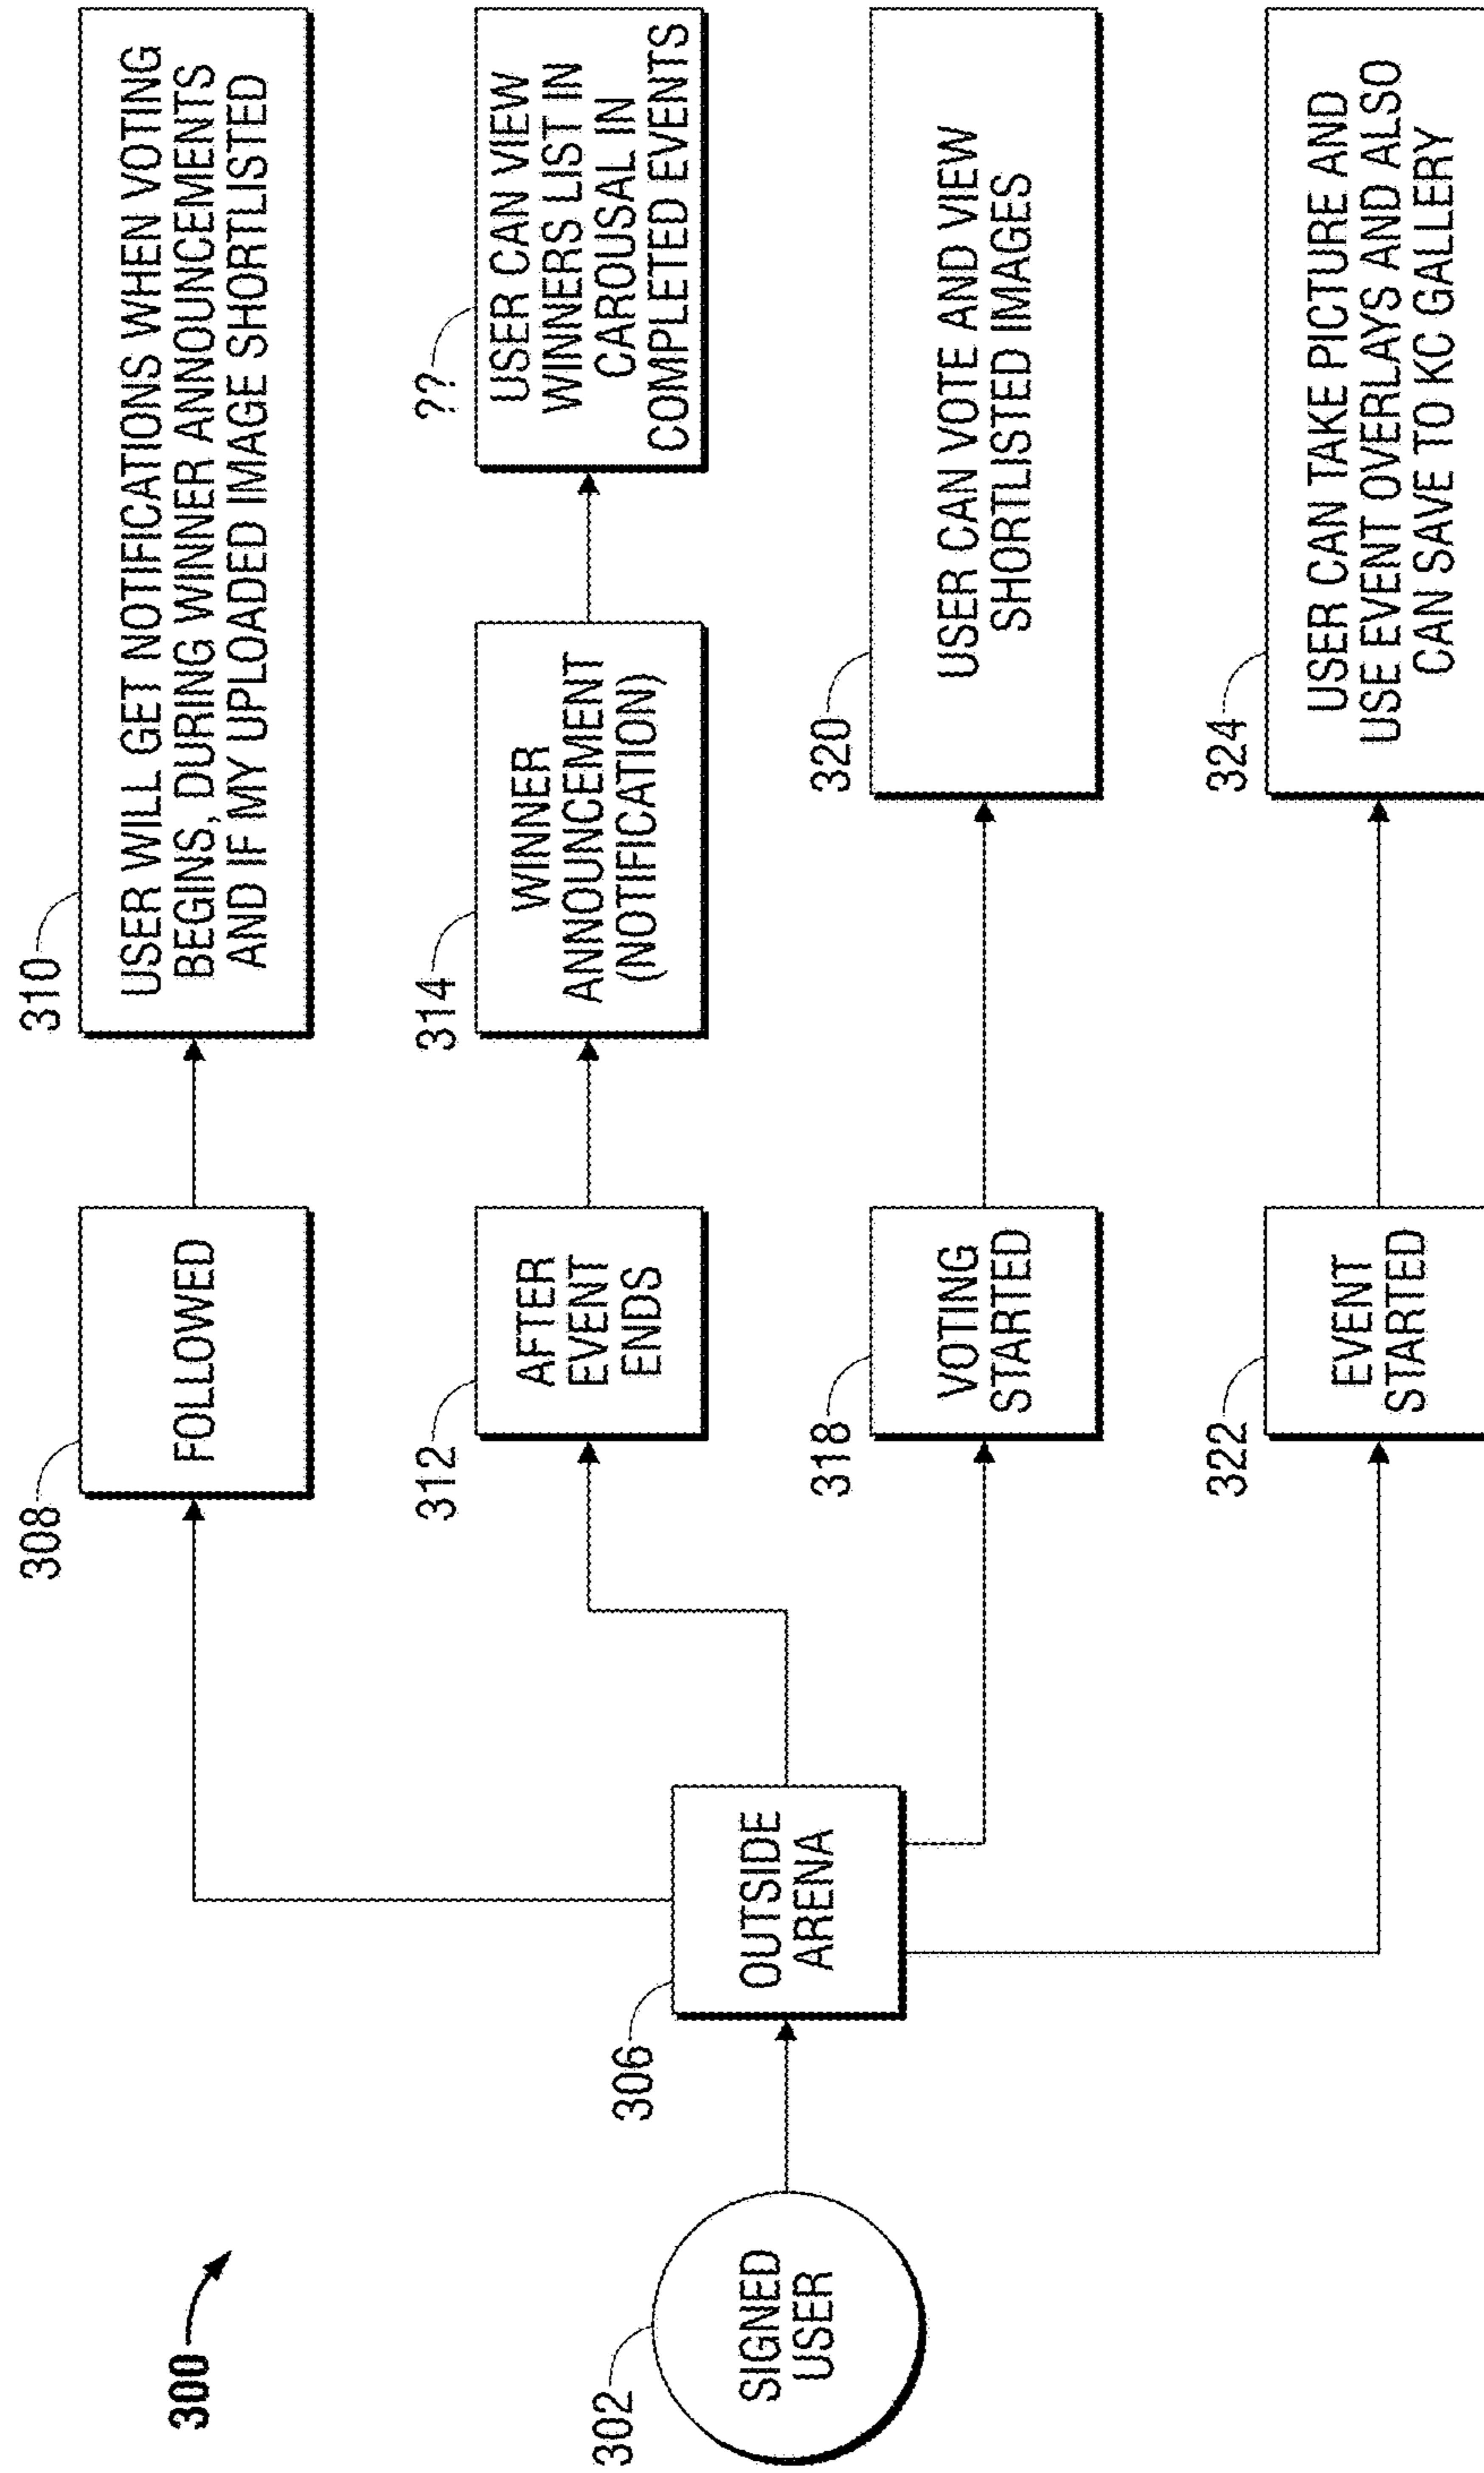 300
302
SIGNED
USER
306
OUTSIDE
ARENA
308
FOLLOWED
310
USER WILL GET NOTIFICATIONS WHEN VOTING
BEGINS, DURING WINNER ANNOUNCEMENTS
AND IF MY UPLOADED IMAGE SHORTLISTED
312
AFTER
EVENT
ENDS
314
WINNER
ANNOUNCEMENT
(NOTIFICATION)
??
USER CAN VIEW
WINNERS LIST IN
CAROUSAL IN
COMPLETED EVENTS
318
VOTING
STARTED
320
USER CAN VOTE AND VIEW
SHORTLISTED IMAGES
322
EVENT
STARTED
324
USER CAN TAKE PICTURE AND
USE EVENT OVERLAYS AND ALSO
CAN SAVE TO KC GALLERY